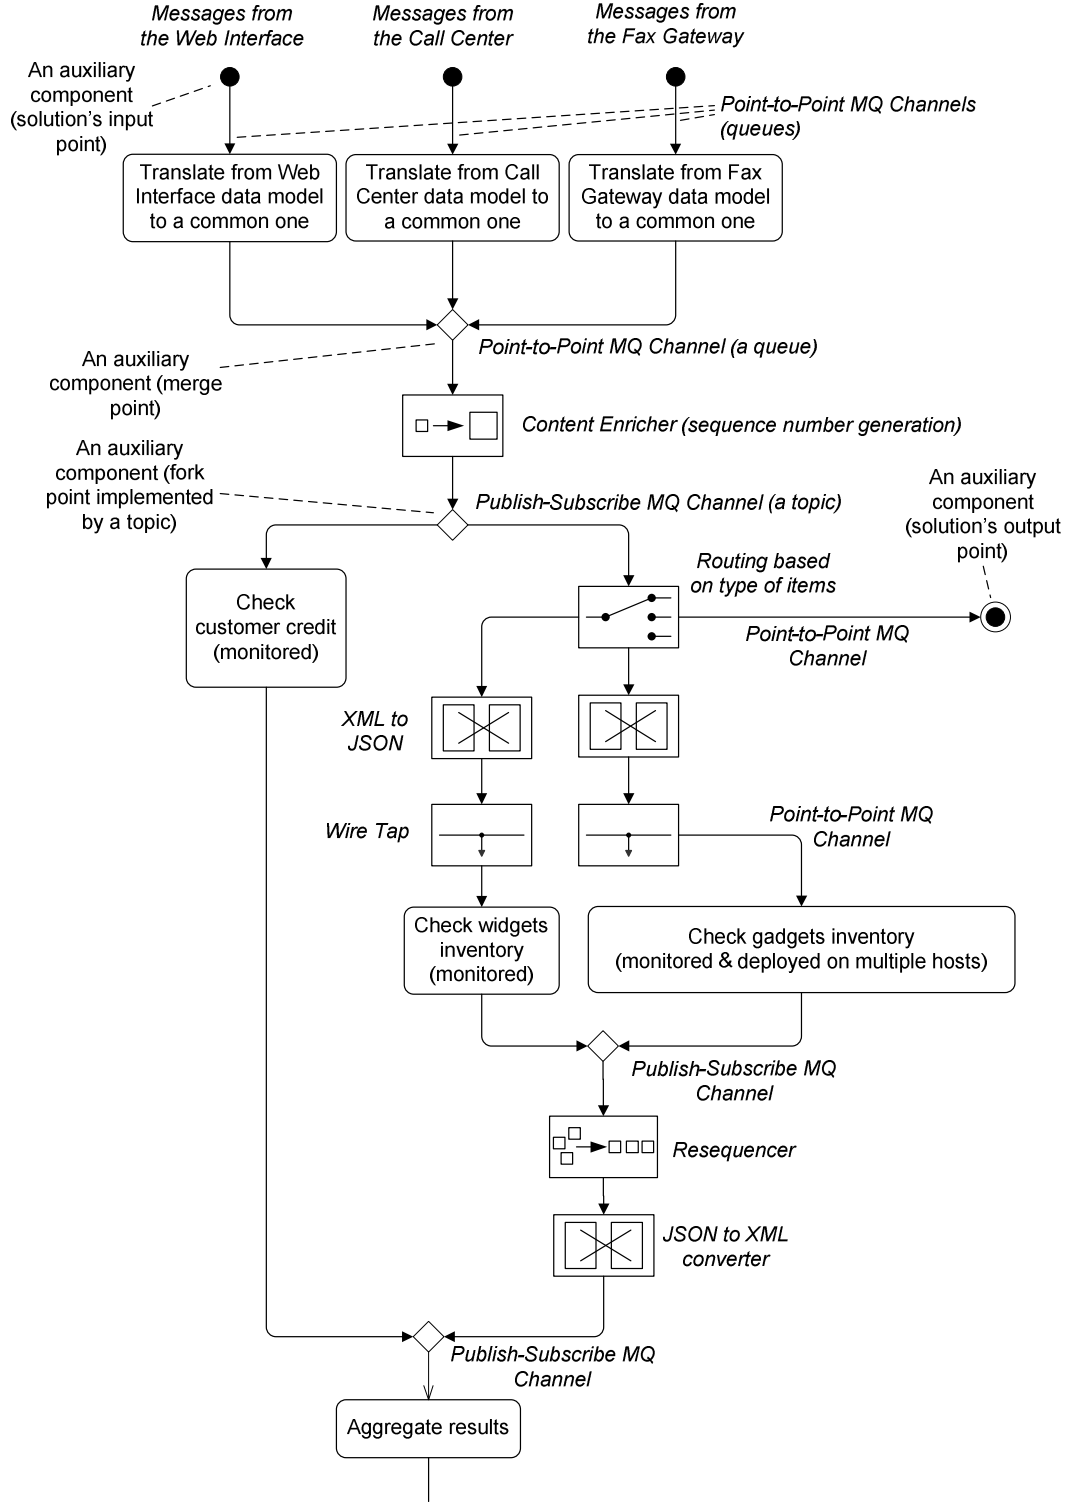 Messages from
the Web Interface
Messages from
the Call Center
Messages from
the Fax Gateway
An auxiliary
component
(solution's input
point)
Point-to-Point MQ Channels
(queues)
Translate from Web
Interface data model
to a common one
Translate from Call
Center data model to
a common one
Translate from Fax
Gateway data model
to a common one
An auxiliary
component (merge
point)
Point-to-Point MQ Channel (a queue)
Content Enricher (sequence number generation)
An auxiliary
component (fork
point implemented
by a topic)
Publish-Subscribe MQ Channel (a topic)
An auxiliary
component
(solution's output
point)
Routing based
on type of items
Check
customer credit
(monitored)
Point-to-Point MQ
Channel
XML to
JSON
Wire Tap
Point-to-Point MQ
Channel
Check widgets
inventory
(monitored)
Check gadgets inventory
(monitored & deployed on multiple hosts)
Publish-Subscribe MQ
Channel
Resequencer
JSON to XML
converter
Publish-Subscribe MQ
Channel
Aggregate results